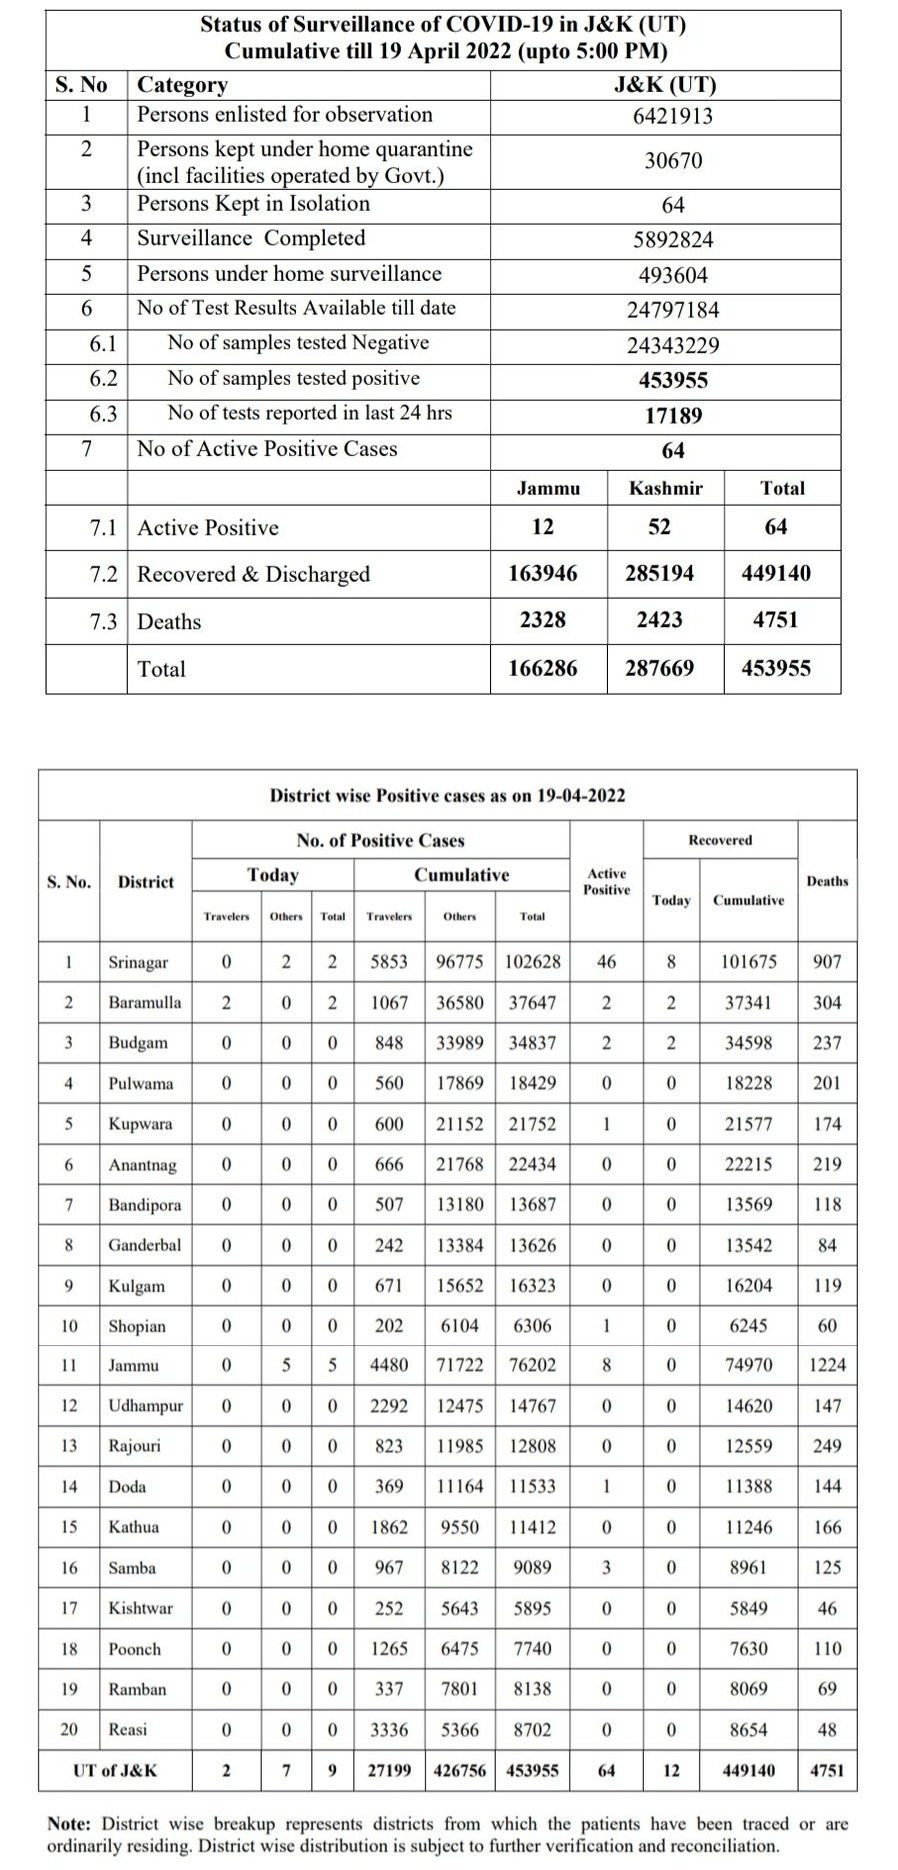 Status of Surveillance of COVID-19 in J&K (UT)
Cumulative till 19 April 2022 (upto 5:00 PM)
S. No Category J&K (UT)
1 Persons enlisted for observation 6421913
2 Persons kept under home quarantine (incl facilities operated by Govt.) 30670
3 Persons Kept in Isolation 64
4 Surveillance Completed 5892824
5 Persons under home surveillance 493604
6 No of Test Results Available till date 24797184
6.1 No of samples tested Negative 24343229
6.2 No of samples tested positive 453955
6.3 No of tests reported in last 24 hrs 17189
7 No of Active Positive Cases 64
Jammu Kashmir Total
7.1 Active Positive 12 52 64
7.2 Recovered & Discharged 163946 285194 449140
7.3 Deaths 2328 2423 4751
Total 166286 287669 453955
District wise Positive cases as on 19-04-2022
S. No. District No. of Positive Cases Active Positive Recovered Deaths
Today Cumulative Today Cumulative
Travelers Others Total Travelers Others Total
1 Srinagar 0 2 2 5853 96775 102628 46 8 101675 907
2 Baramulla 2 0 2 1067 36580 37647 2 2 37341 304
3 Budgam 0 0 0 848 33989 34837 2 2 34598 237
4 Pulwama 0 0 0 560 17869 18429 0 0 18228 201
5 Kupwara 0 0 0 600 21152 21752 1 0 21577 174
6 Anantnag 0 0 0 666 21768 22434 0 0 22215 219
7 Bandipora 0 0 0 507 13180 13687 0 0 13569 118
8 Ganderbal 0 0 0 242 13384 13626 0 0 13542 84
9 Kulgam 0 0 0 671 15652 16323 0 0 16204 119
10 Shopian 0 0 0 202 6104 6306 1 0 6245 60
11 Jammu 0 5 5 4480 71722 76202 8 0 74970 1224
12 Udhampur 0 0 0 2292 12475 14767 0 0 14620 147
13 Rajouri 0 0 0 823 11985 12808 0 0 12559 249
14 Doda 0 0 0 369 11164 11533 1 0 11388 144
15 Kathua 0 0 0 1862 9550 11412 0 0 11246 166
16 Samba 0 0 0 967 8122 9089 3 0 8961 125
17 Kishtwar 0 0 0 252 5643 5895 0 0 5849 46
18 Poonch 0 0 0 1265 6475 7740 0 0 7630 110
19 Ramban 0 0 0 337 7801 8138 0 0 8069 69
20 Reasi 0 0 0 3336 5366 8702 0 0 8654 48
UT of J&K 2 7 9 27199 426756 453955 64 12 449140 4751
Note: District wise breakup represents districts from which the patients have been traced or are
ordinarily residing. District wise distribution is subject to further verification and reconciliation.